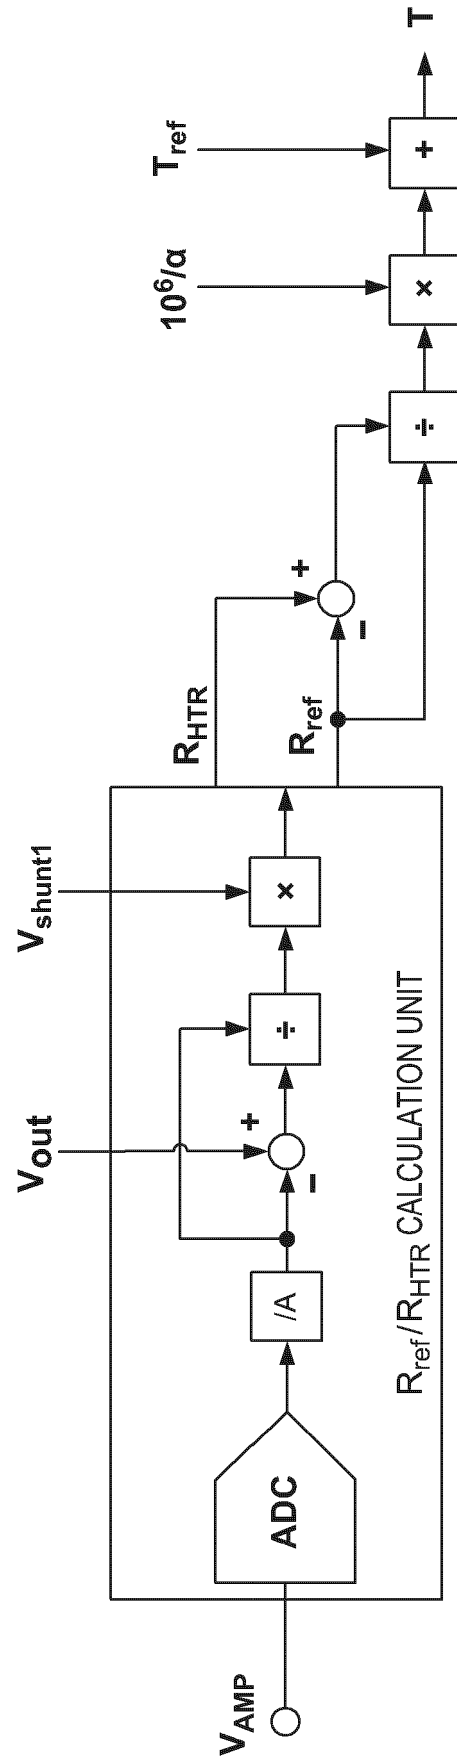 V_AMP
ADC
/A
V_out
+
−
÷
V_shunt1
×
R_ref/R_HTR CALCULATION UNIT
R_HTR
R_ref
+
−
÷
10^6/α
×
T_ref
+
T